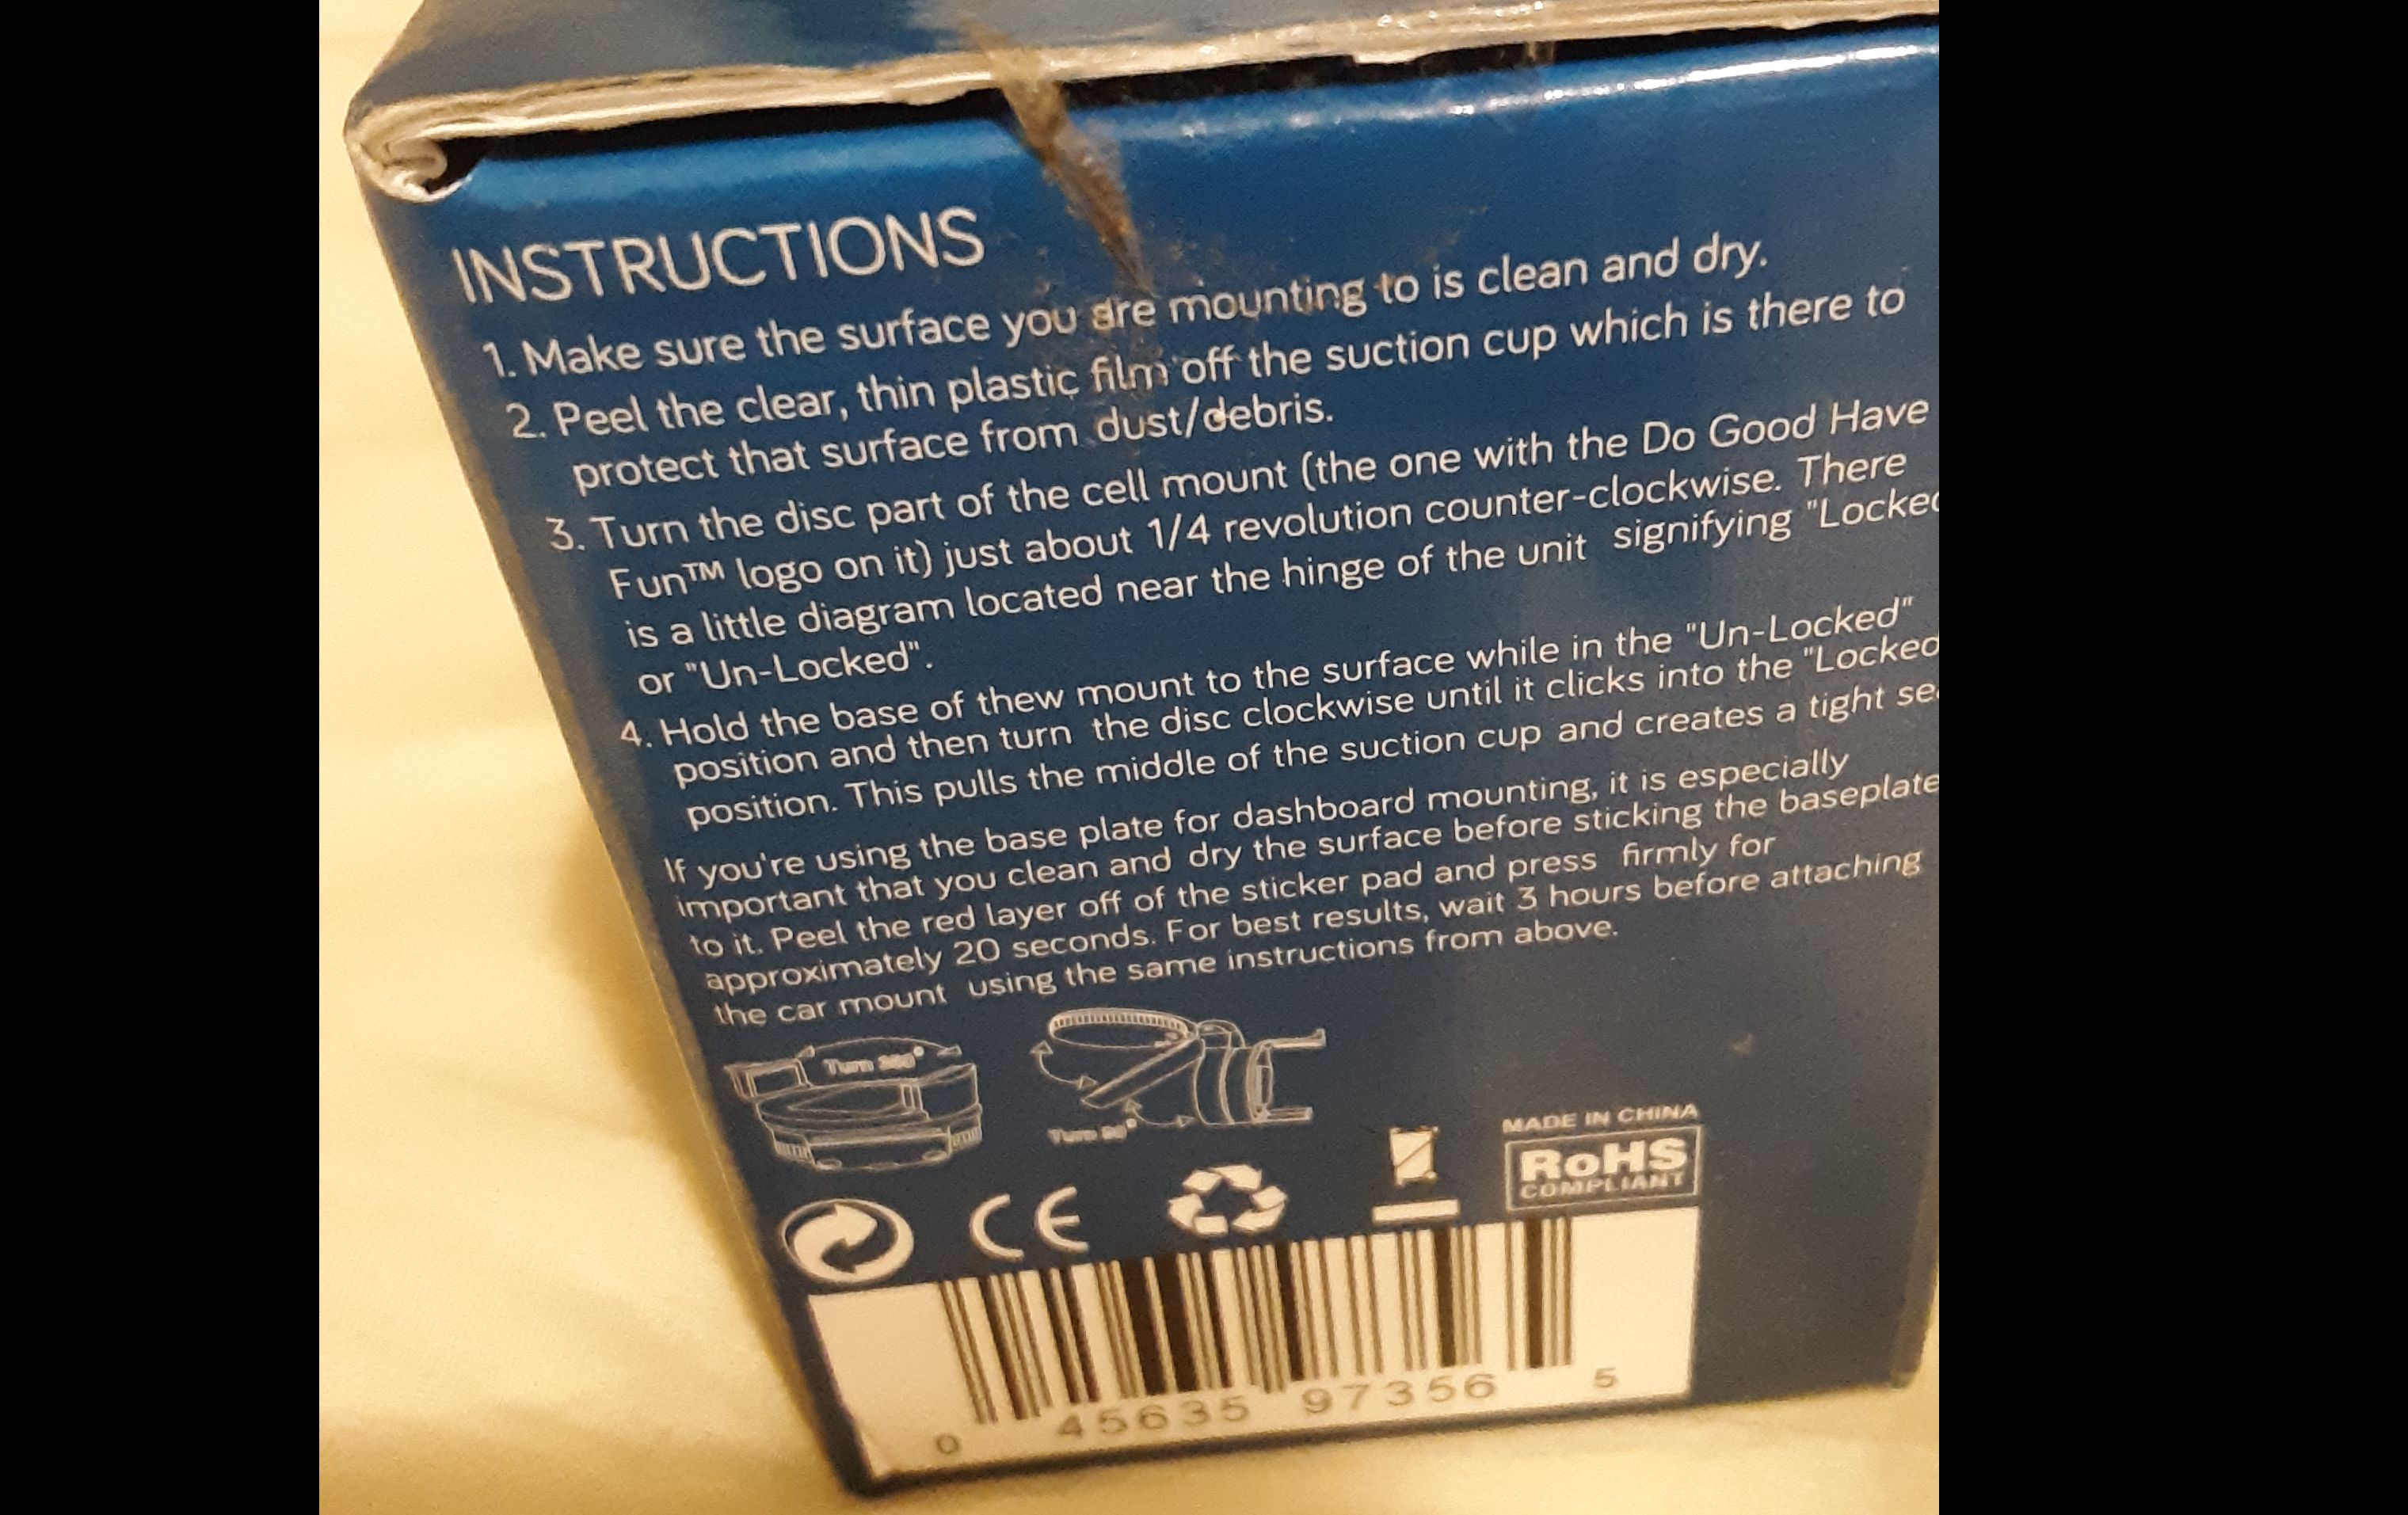 INSTRUCTIONS
1. Make sure the surface you are mounting to is clean and dry.
2. Peel the clear, thin plastic film off the suction cup which is there to
protect that surface from dust/debris.
3. Turn the disc part of the cell mount (the one with the Do Good Have
Fun™ logo on it) just about 1/4 revolution counter-clockwise. There
is a little diagram located near the hinge of the unit signifying "Locked
or "Un-Locked".
4. Hold the base of thew mount to the surface while in the "Un-Locked"
position and then turn the disc clockwise until it clicks into the "Locked
position. This pulls the middle of the suction cup and creates a tight
If you're using the base plate for dashboard mounting, it is especially
important that you clean and dry the surface before sticking the baseplate
to it. Peel the red layer off of the sticker pad and press firmly for
approximately 20 seconds. For best results, wait 3 hours before attaching
the car mount using the same instructions from above.
Turn
Turn
MADE IN CHINA
RoHS
COMPLIANT
CE
0 45635 97356 5